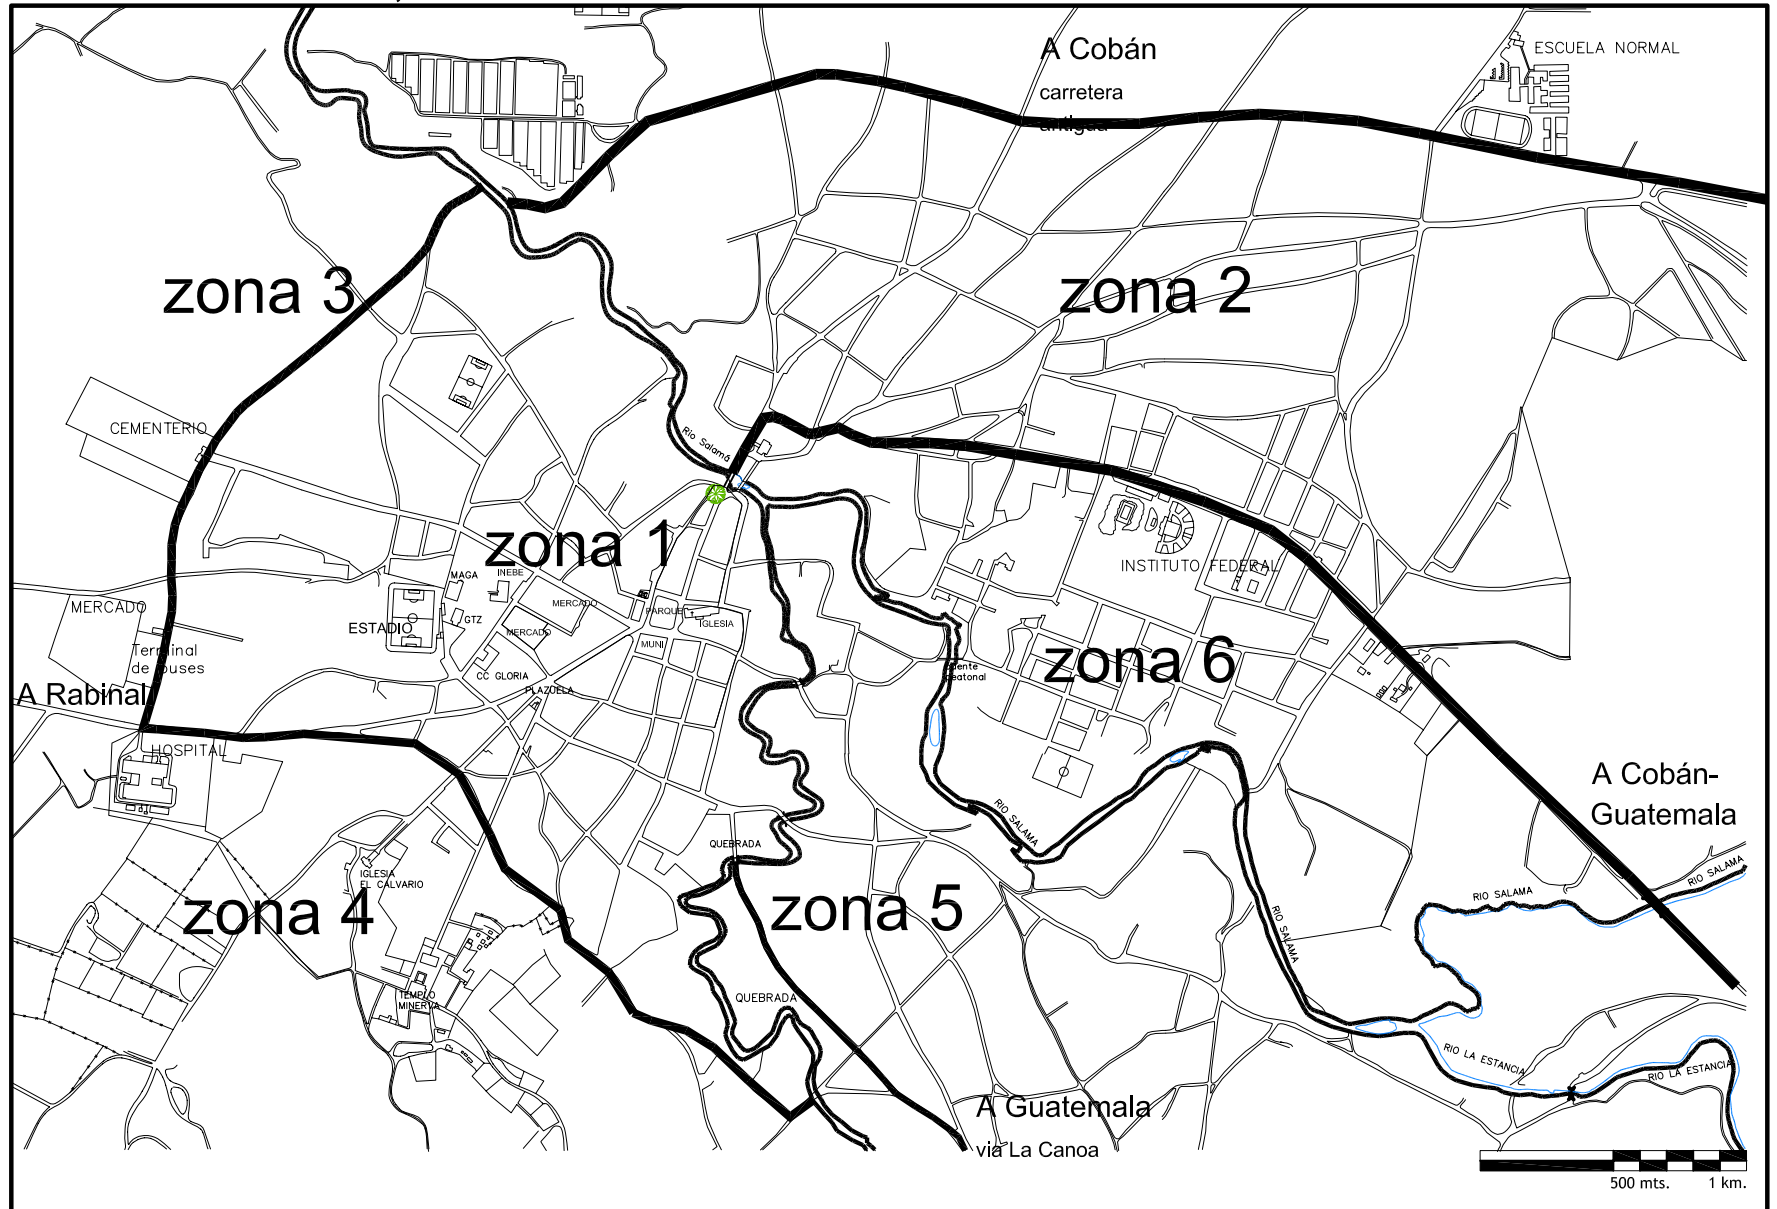 A Cobán
carretera
antigua
ESCUELA NORMAL
zona 3
zona 2
CEMENTERIO
Rio Salamá
zona 1
INSTITUTO FEDERAL
MAGA
INEBE
MERCADO
MERCADO
PARQUE
IGLESIA
ESTADIO
GTZ
MERCADO
MUNI
Terminal
de buses
zona 6
puente
peatonal
CC GLORIA
PLAZUELA
A Rabinal
HOSPITAL
A Cobán-
Guatemala
RIO SALAMA
QUEBRADA
IGLESIA
EL CALVARIO
RIO SALAMA
RIO SALAMA
zona 4
zona 5
RIO SALAMA
TEMPLO
MINERVA
QUEBRADA
RIO LA ESTANCIA
RIO LA ESTANCIA
A Guatemala
via La Canoa
500 mts.
1 km.